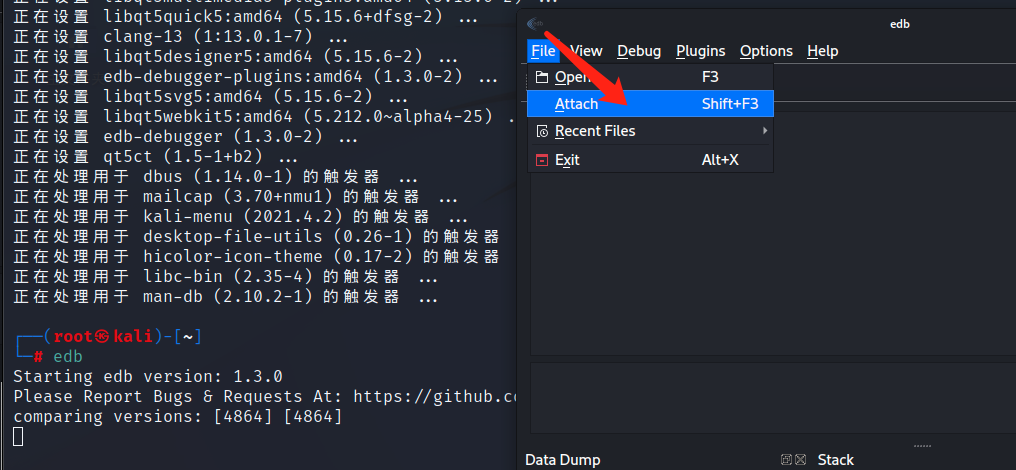 正在设置 libqt5multimedia5-plugins:amd64 (5.15.6-2) ...
正在设置 libqt5quick5:amd64 (5.15.6+dfsg-2) ...
正在设置 clang-13 (1:13.0.1-7) ...
正在设置 libqt5designer5:amd64 (5.15.6-2) ...
正在设置 edb-debugger-plugins:amd64 (1.3.0-2) ...
正在设置 libqt5svg5:amd64 (5.15.6-2) ...
正在设置 libqt5webkit5:amd64 (5.212.0~alpha4-25) .
正在设置 edb-debugger (1.3.0-2) ...
正在设置 qt5ct (1.5-1+b2) ...
正在处理用于 dbus (1.14.0-1) 的触发器 ...
正在处理用于 mailcap (3.70+nmu1) 的触发器 ...
正在处理用于 kali-menu (2021.4.2) 的触发器 ...
正在处理用于 desktop-file-utils (0.26-1) 的触发器
正在处理用于 hicolor-icon-theme (0.17-2) 的触发器
正在处理用于 libc-bin (2.35-4) 的触发器 ...
正在处理用于 man-db (2.10.2-1) 的触发器 ...
┌──(root㉿kali)-[~]
└─# edb
Starting edb version: 1.3.0
Please Report Bugs & Requests At: https://github.co
comparing versions: [4864] [4864]
edb
File View Debug Plugins Options Help
Open F3
Attach Shift+F3
Recent Files
Exit Alt+X
Data Dump
Stack